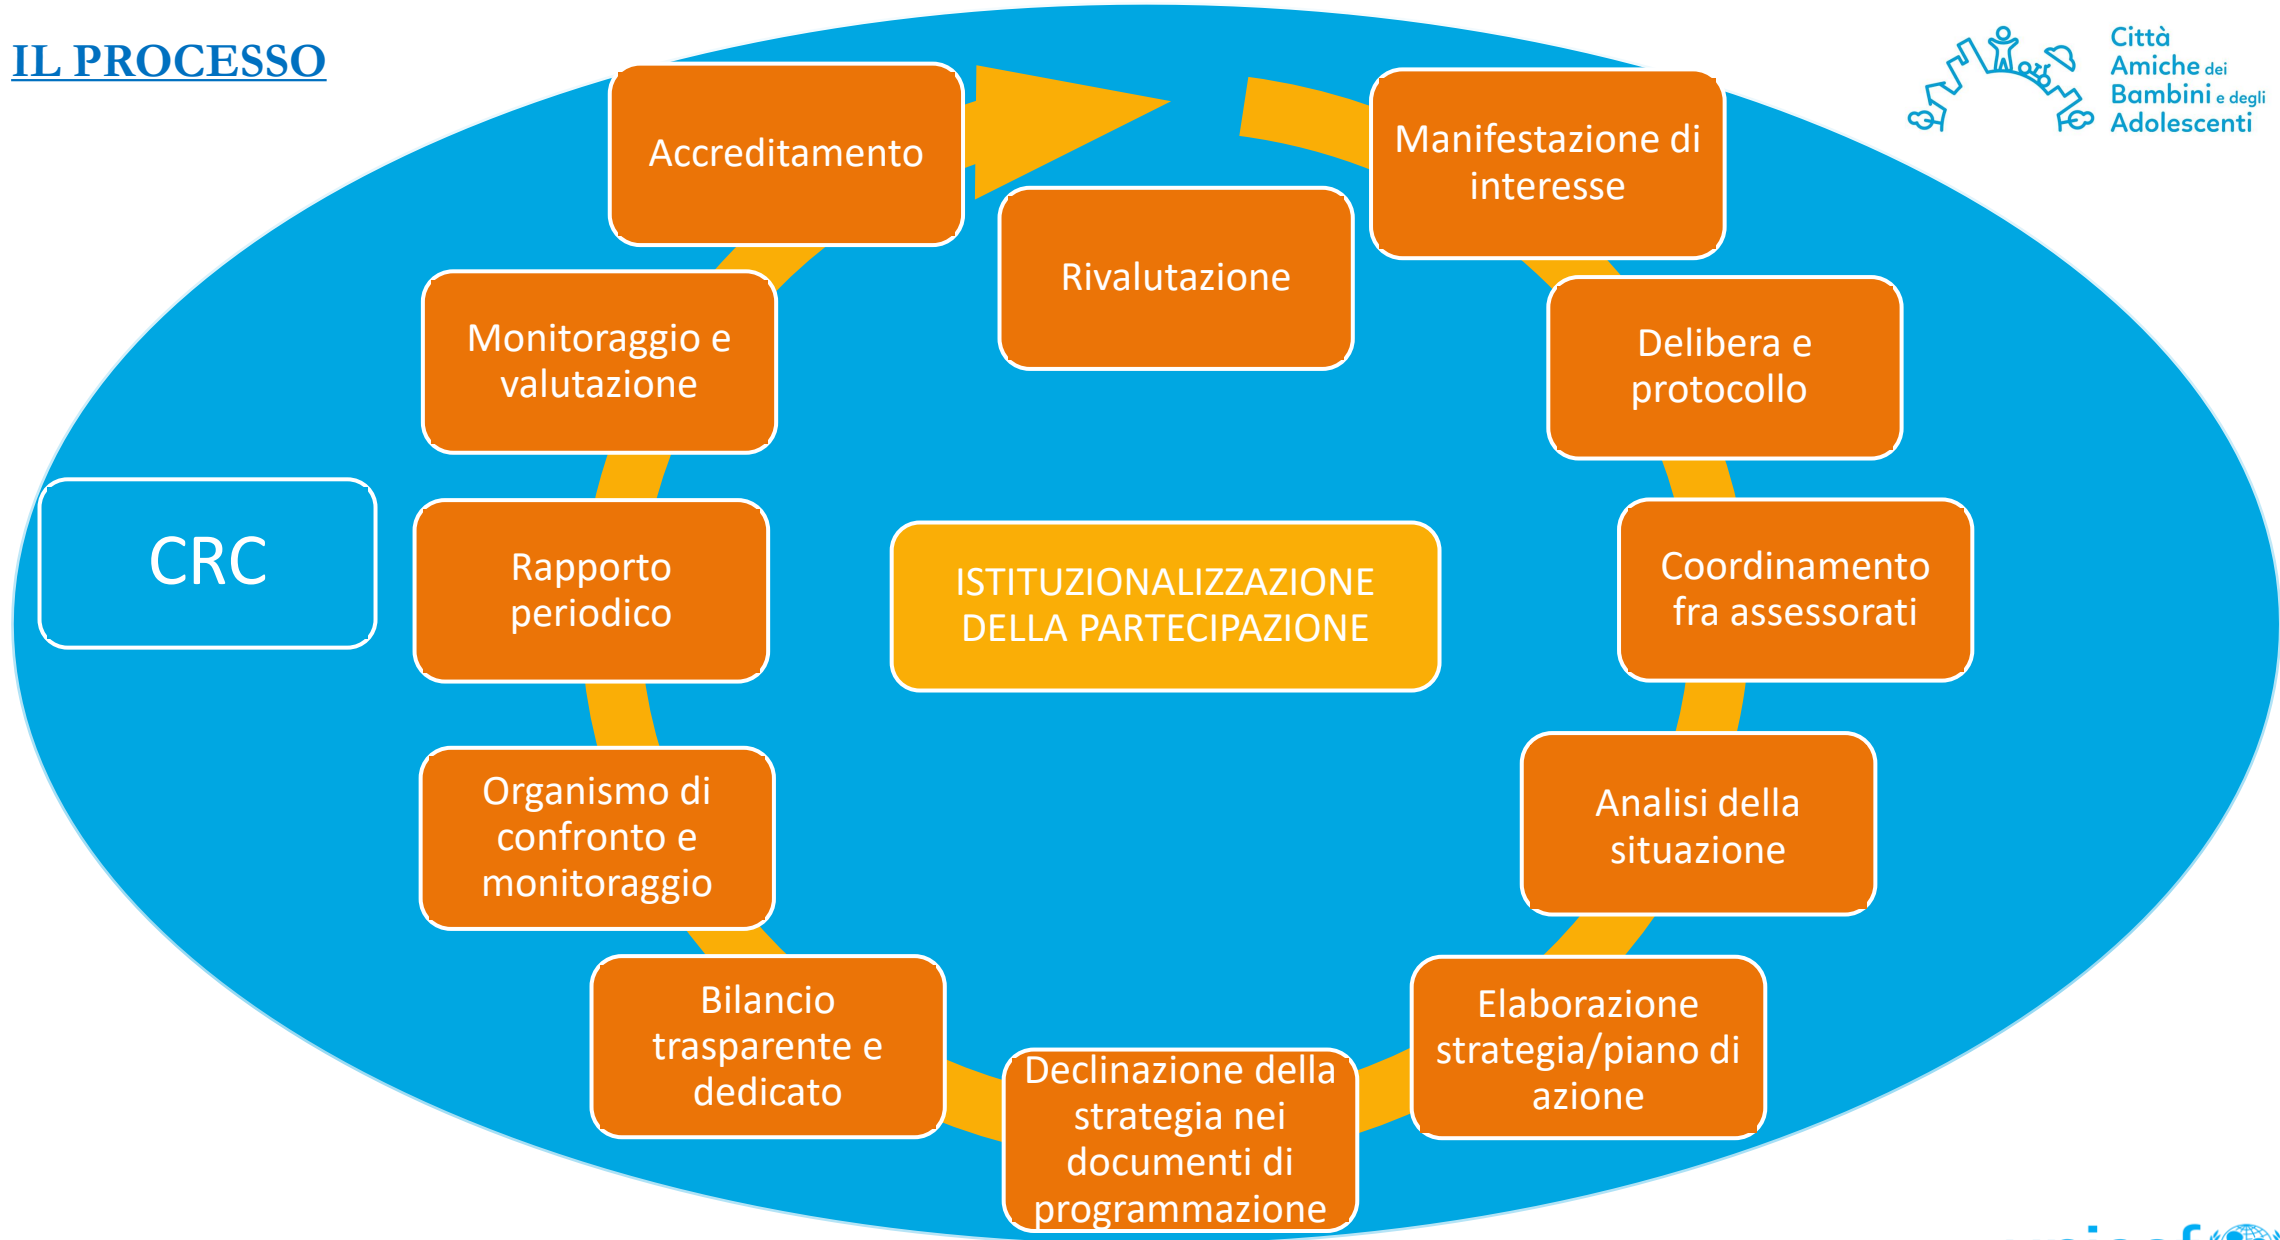 IL PROCESSO
Città
Amiche dei
Bambini e degli
Adolescenti
Accreditamento
Manifestazione di
interesse
Rivalutazione
Monitoraggio e
valutazione
Delibera e
protocollo
CRC
Rapporto
periodico
ISTITUZIONALIZZAZIONE
DELLA PARTECIPAZIONE
Coordinamento
fra assessorati
Organismo di
confronto e
monitoraggio
Analisi della
situazione
Bilancio
trasparente e
dedicato
Declinazione della
strategia nei
documenti di
programmazione
Elaborazione
strategia/piano di
azione
unicef